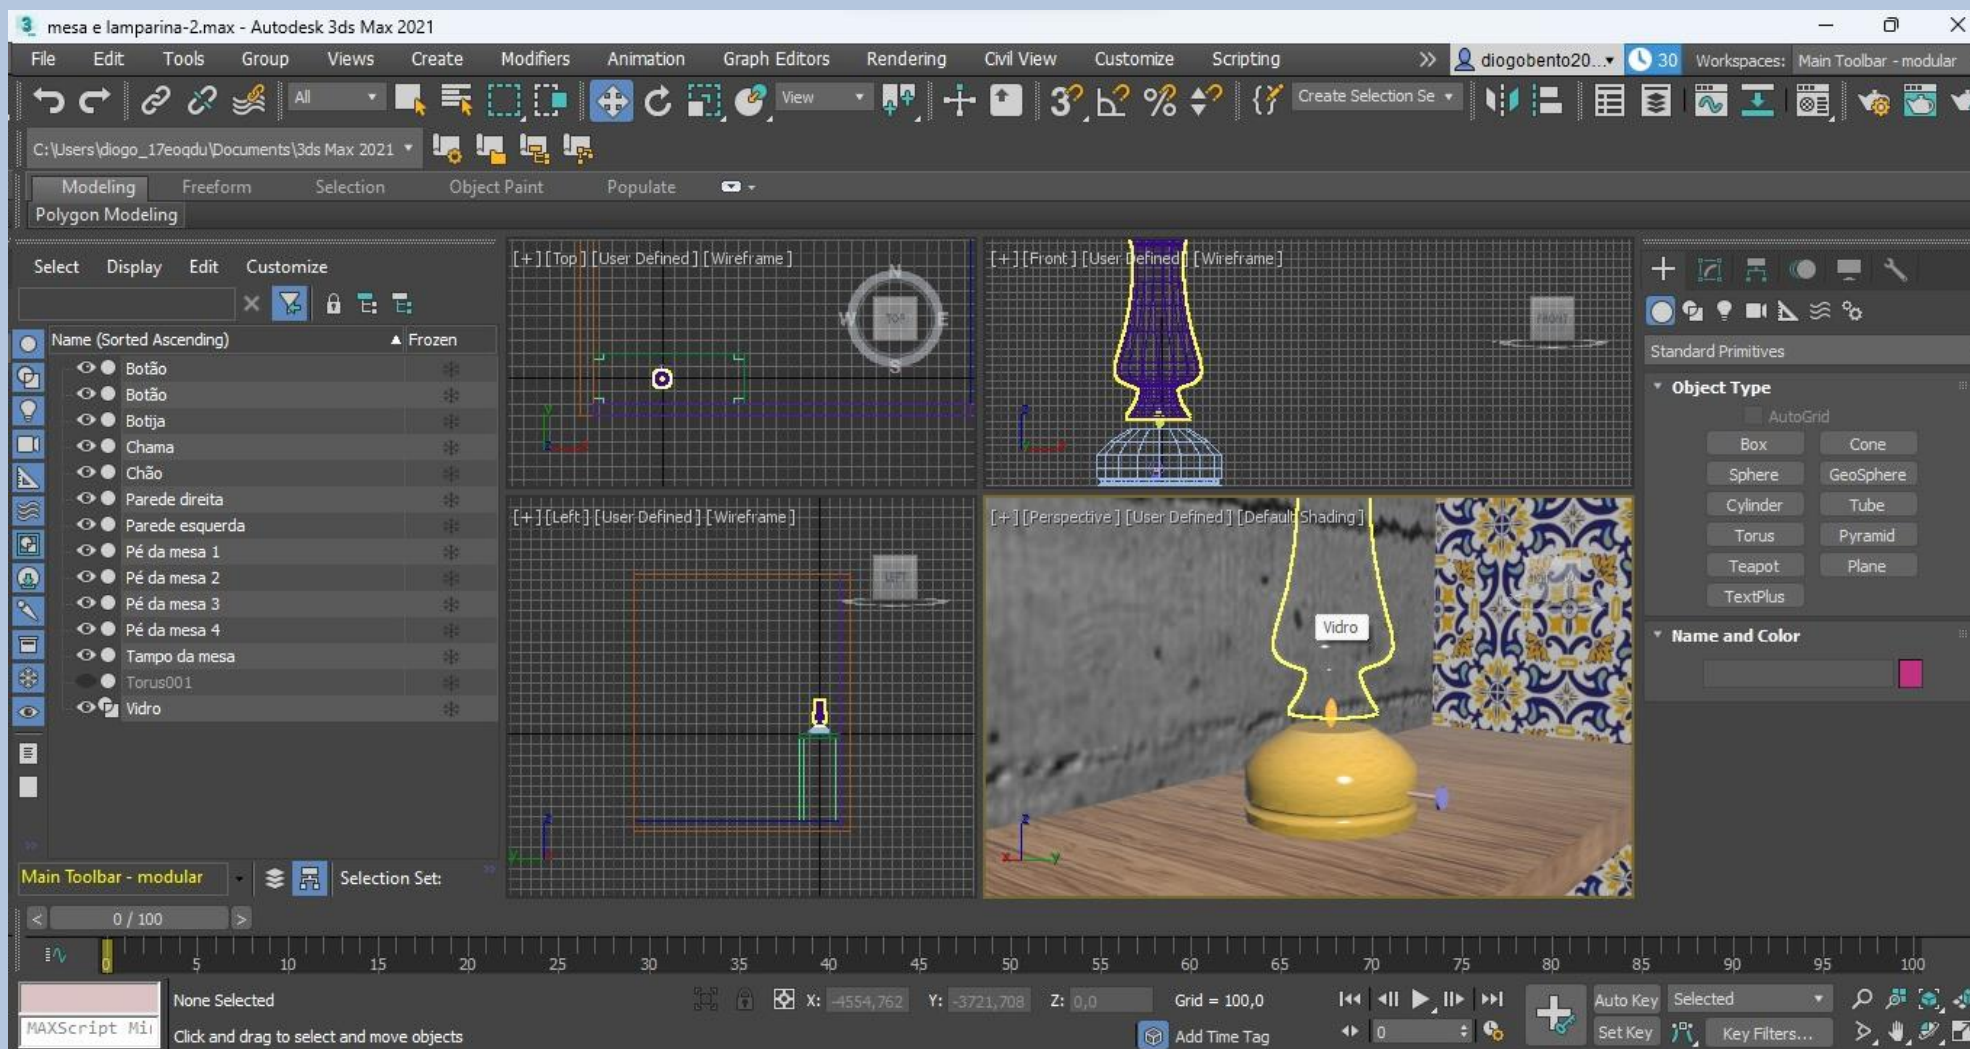 mesa e lamparina-2.max - Autodesk 3ds Max 2021
File Edit Tools Group Views Create Modifiers Animation Graph Editors Rendering Civil View Customize Scripting diogobento20... 30 Workspaces: Main Toolbar - modular
All View Create Selection Se
C:\Users\diogo_17eoqdu\Documents\3ds Max 2021
Modeling Freeform Selection Object Paint Populate
Polygon Modeling
Select Display Edit Customize
Name (Sorted Ascending) Frozen
Botão
Botão
Botija
Chama
Chão
Parede direita
Parede esquerda
Pé da mesa 1
Pé da mesa 2
Pé da mesa 3
Pé da mesa 4
Tampo da mesa
Torus001
Vidro
Main Toolbar - modular Selection Set:
[+] [Top] [User Defined] [Wireframe]
N
W TOP E
S
[+] [Front] [User Defined] [Wireframe]
FRONT
[+] [Left] [User Defined] [Wireframe]
LEFT
[+] [Perspective] [User Defined] [Default Shading]
Vidro
Standard Primitives
Object Type
AutoGrid
Box Cone
Sphere GeoSphere
Cylinder Tube
Torus Pyramid
Teapot Plane
TextPlus
Name and Color
< 0 / 100 >
0 5 10 15 20 25 30 35 40 45 50 55 60 65 70 75 80 85 90 95 100
None Selected X: -4554,762 Y: -3721,708 Z: 0,0 Grid = 100,0 Auto Key Selected
MAXScript Mi Click and drag to select and move objects Add Time Tag 0 Set Key Key Filters...